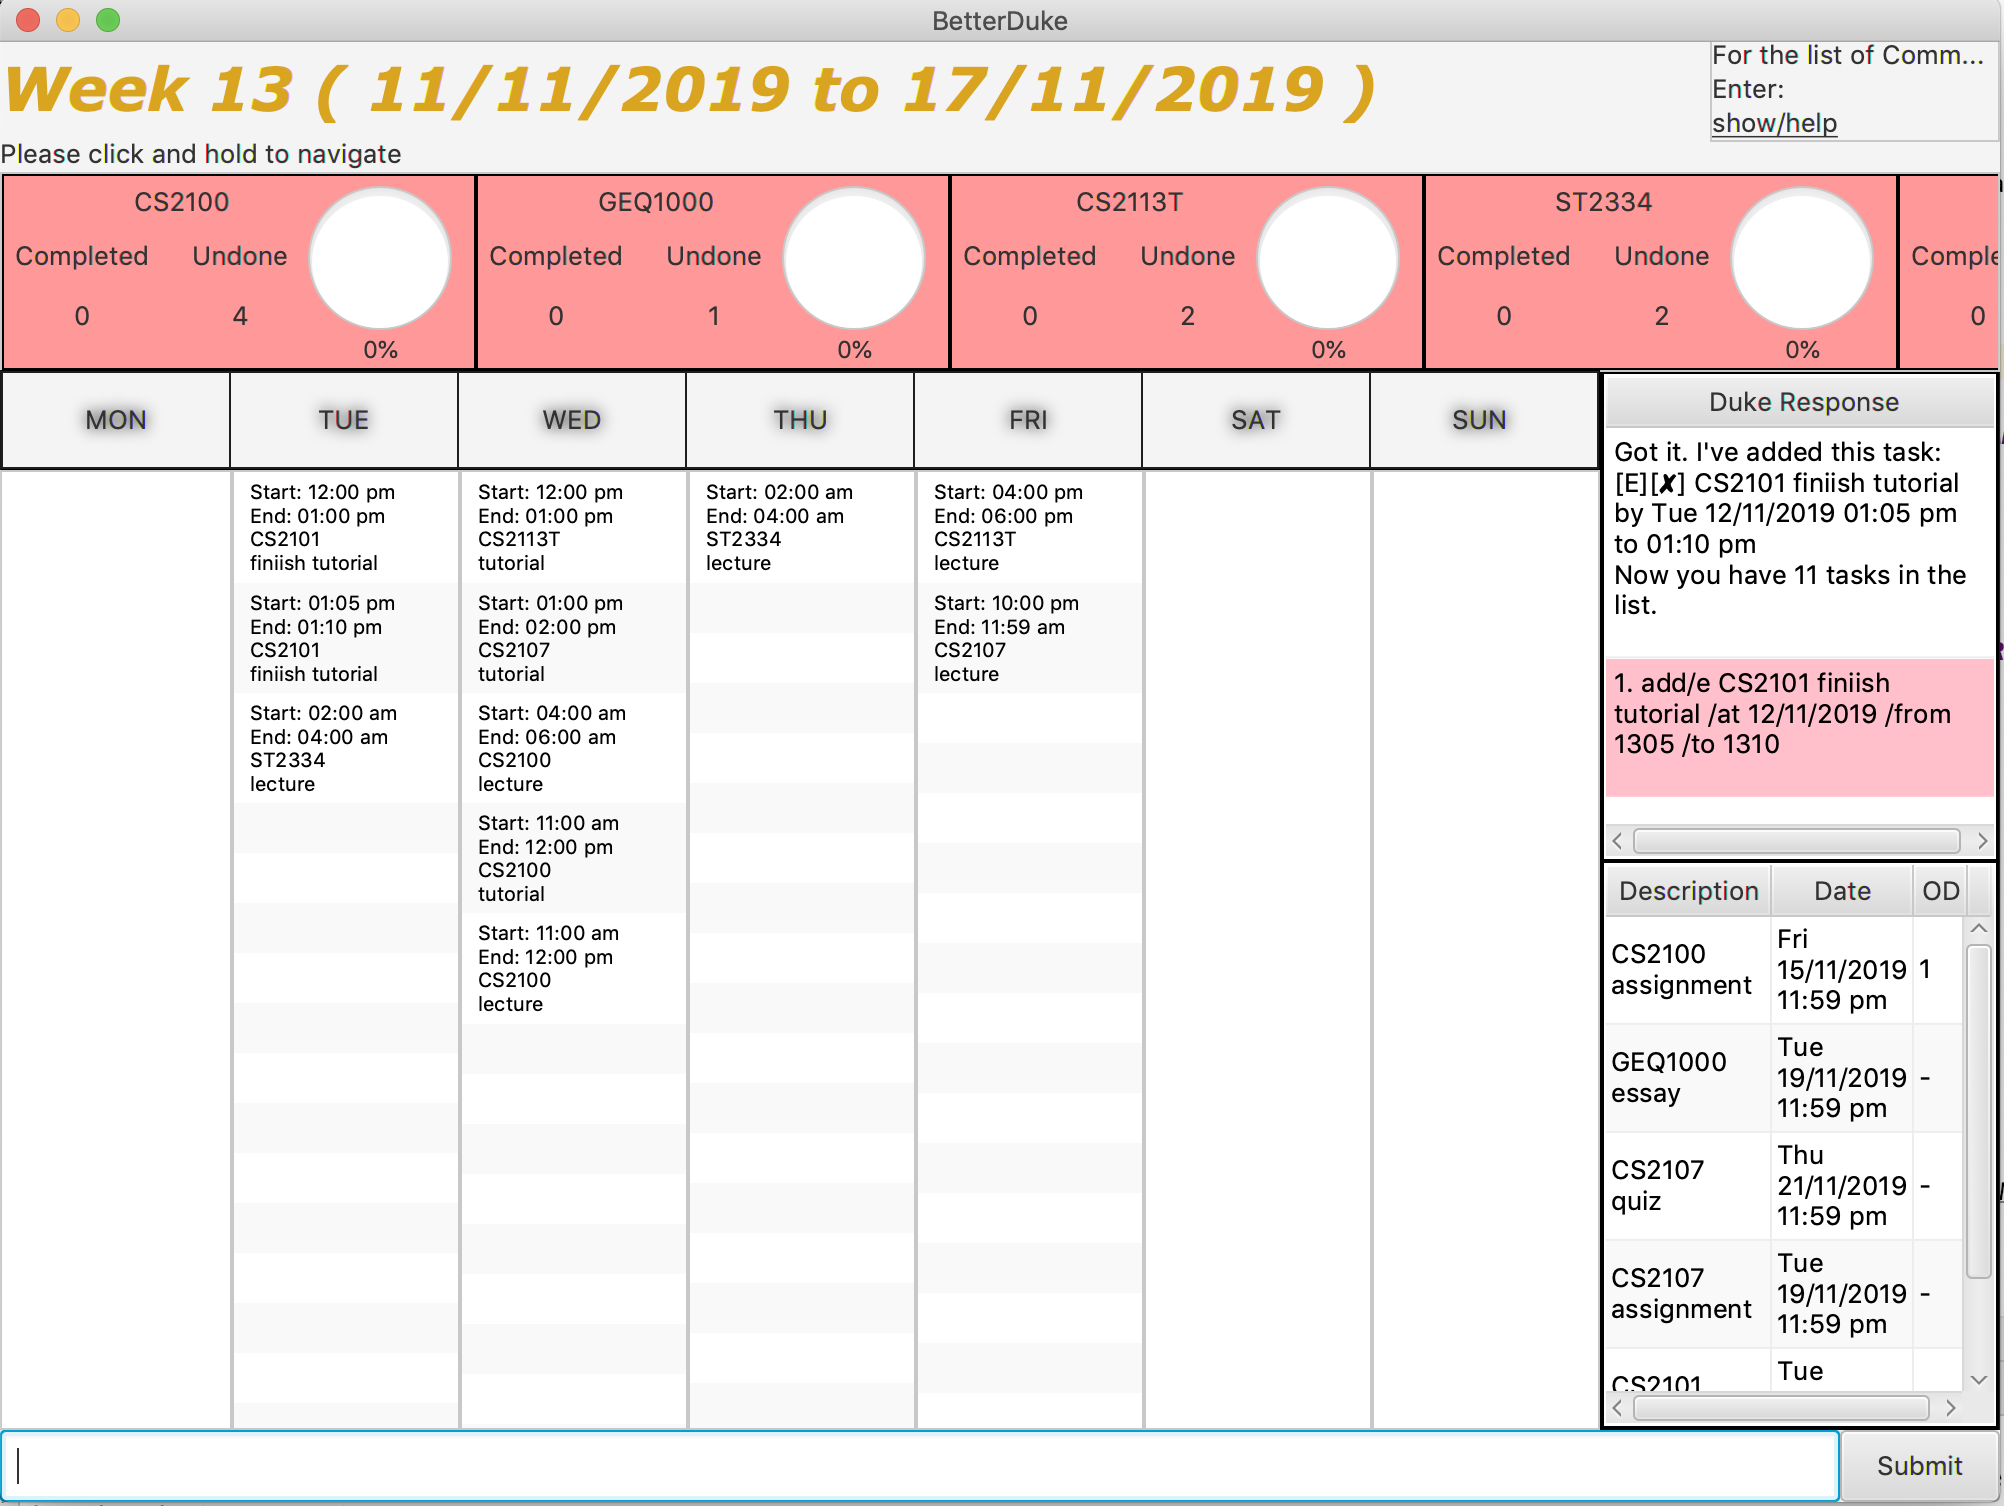 BetterDuke
Week 13 ( 11/11/2019 to 17/11/2019 )
For the list of Comm...
Enter:
show/help
Please click and hold to navigate
CS2100
Completed Undone
0 4
0%
GEQ1000
Completed Undone
0 1
0%
CS2113T
Completed Undone
0 2
0%
ST2334
Completed Undone
0 2
0%
Comple
0
MON TUE WED THU FRI SAT SUN
Start: 12:00 pm
End: 01:00 pm
CS2101
finiish tutorial
Start: 01:05 pm
End: 01:10 pm
CS2101
finiish tutorial
Start: 02:00 am
End: 04:00 am
ST2334
lecture
Start: 12:00 pm
End: 01:00 pm
CS2113T
tutorial
Start: 01:00 pm
End: 02:00 pm
CS2107
tutorial
Start: 04:00 am
End: 06:00 am
CS2100
lecture
Start: 11:00 am
End: 12:00 pm
CS2100
tutorial
Start: 11:00 am
End: 12:00 pm
CS2100
lecture
Start: 02:00 am
End: 04:00 am
ST2334
lecture
Start: 04:00 pm
End: 06:00 pm
CS2113T
lecture
Start: 10:00 pm
End: 11:59 am
CS2107
lecture
Duke Response
Got it. I've added this task:
[E][✘] CS2101 finiish tutorial
by Tue 12/11/2019 01:05 pm
to 01:10 pm
Now you have 11 tasks in the
list.
1. add/e CS2101 finiish
tutorial /at 12/11/2019 /from
1305 /to 1310
Description Date OD
CS2100
assignment
Fri
15/11/2019
11:59 pm
1
GEQ1000
essay
Tue
19/11/2019
11:59 pm
-
CS2107
quiz
Thu
21/11/2019
11:59 pm
-
CS2107
assignment
Tue
19/11/2019
11:59 pm
-
CS2101
Tue
Submit